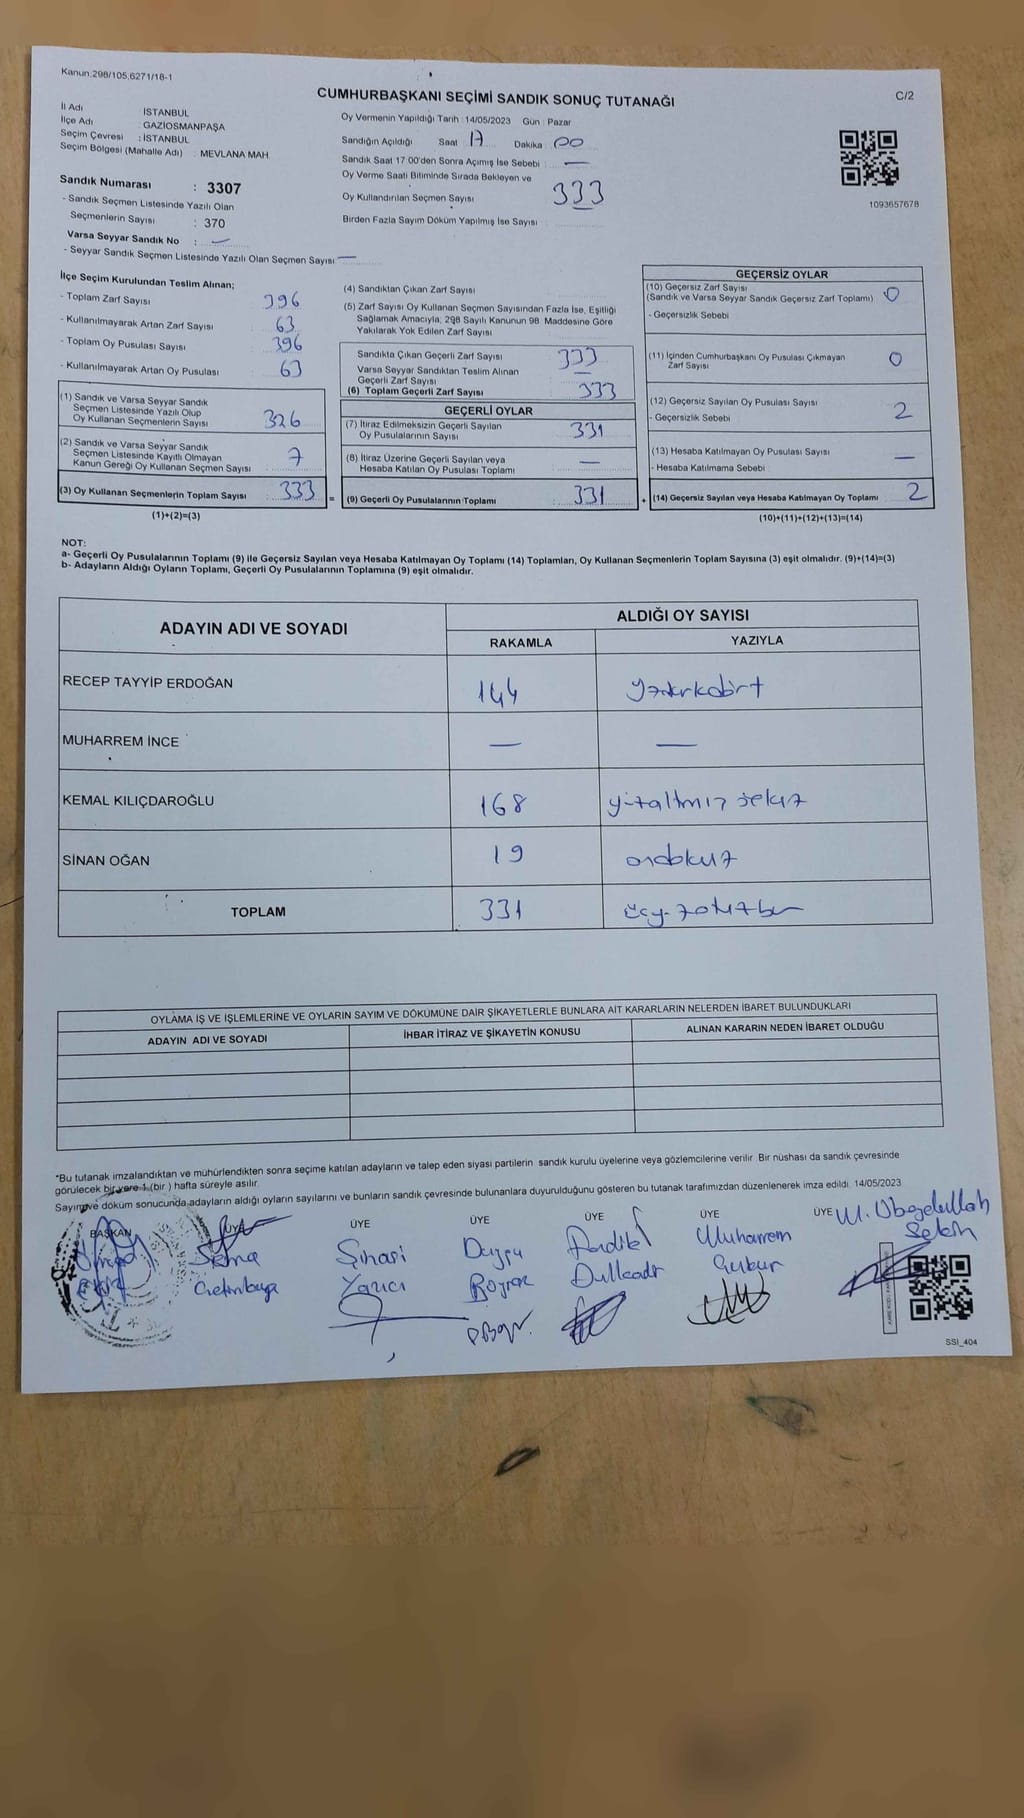 Kanun:298/105,6271/18-1
C/2
CUMHURBAŞKANI SEÇİMİ SANDIK SONUÇ TUTANAĞI
İl Adı İSTANBUL
İlçe Adı GAZİOSMANPAŞA
Seçim Çevresi : İSTANBUL
Seçim Bölgesi (Mahalle Adı) : MEVLANA MAH.
Sandık Numarası : 3307
- Sandık Seçmen Listesinde Yazılı Olan
Seçmenlerin Sayısı : 370
Varsa Seyyar Sandık No : —
- Seyyar Sandık Seçmen Listesinde Yazılı Olan Seçmen Sayısı —
Oy Vermenin Yapıldığı Tarih :14/05/2023 Gün : Pazar
Sandığın Açıldığı Saat 17 Dakika 00
Sandık Saat 17 00'den Sonra Açımış İse Sebebi : —
Oy Verme Saati Bitiminde Sırada Bekleyen ve
Oy Kullandırılan Seçmen Sayısı 333
Birden Fazla Sayım Döküm Yapılmış İse Sayısı
1093657678
İlçe Seçim Kurulundan Teslim Alınan;
- Toplam Zarf Sayısı 396
- Kullanılmayarak Artan Zarf Sayısı 63
- Toplam Oy Pusulası Sayısı 396
- Kullanılmayarak Artan Oy Pusulası 63
(1) Sandık ve Varsa Seyyar Sandık
Seçmen Listesinde Yazılı Olup
Oy Kullanan Seçmenlerin Sayısı 326
(2) Sandık ve Varsa Seyyar Sandık
Seçmen Listesinde Kayıtlı Olmayan
Kanun Gereği Oy Kullanan Seçmen Sayısı 7
(3) Oy Kullanan Seçmenlerin Toplam Sayısı 333 =
(1)+(2)=(3)
(4) Sandıktan Çıkan Zarf Sayısı
(5) Zarf Sayısı Oy Kullanan Seçmen Sayısından Fazla İse, Eşitliği
Sağlamak Amacıyla, 298 Sayılı Kanunun 98. Maddesine Göre
Yakılarak Yok Edilen Zarf Sayısı
Sandıkta Çıkan Geçerli Zarf Sayısı 333
Varsa Seyyar Sandıktan Teslim Alınan
Geçerli Zarf Sayısı —
(6) Toplam Geçerli Zarf Sayısı 333
GEÇERLİ OYLAR
(7) İtiraz Edilmeksizin Geçerli Sayılan
Oy Pusulalarının Sayısı 331
(8) İtiraz Üzerine Geçerli Sayılan veya
Hesaba Katılan Oy Pusulası Toplamı —
(9) Geçerli Oy Pusulalarının Toplamı 331 +
GEÇERSİZ OYLAR
(10) Geçersiz Zarf Sayısı
(Sandık ve Varsa Seyyar Sandık Geçersiz Zarf Toplamı) 0
- Geçersizlik Sebebi
(11) İçinden Cumhurbaşkanı Oy Pusulası Çıkmayan
Zarf Sayısı 0
(12) Geçersiz Sayılan Oy Pusulası Sayısı 2
- Geçersizlik Sebebi
(13) Hesaba Katılmayan Oy Pusulası Sayısı —
- Hesaba Katılmama Sebebi
(14) Geçersiz Sayılan veya Hesaba Katılmayan Oy Toplamı 2
(10)+(11)+(12)+(13)=(14)
NOT:
a- Geçerli Oy Pusulalarının Toplamı (9) ile Geçersiz Sayılan veya Hesaba Katılmayan Oy Toplamı (14) Toplamları, Oy Kullanan Seçmenlerin Toplam Sayısına (3) eşit olmalıdır. (9)+(14)=(3)
b- Adayların Aldığı Oyların Toplamı, Geçerli Oy Pusulalarının Toplamına (9) eşit olmalıdır.
ADAYIN ADI VE SOYADI
ALDIĞI OY SAYISI
RAKAMLA YAZIYLA
RECEP TAYYİP ERDOĞAN 144
MUHARREM İNCE — —
KEMAL KILIÇDAROĞLU 168 yüzaltmış sekiz
SİNAN OĞAN 19 ondokuz
TOPLAM 331 üçyüzotuzbir
OYLAMA İŞ VE İŞLEMLERİNE VE OYLARIN SAYIM VE DÖKÜMÜNE DAİR ŞİKAYETLERLE BUNLARA AİT KARARLARIN NELERDEN İBARET BULUNDUKLARI
ADAYIN ADI VE SOYADI İHBAR İTİRAZ VE ŞİKAYETİN KONUSU ALINAN KARARIN NEDEN İBARET OLDUĞU
*Bu tutanak imzalandıktan ve mühürlendikten sonra seçime katılan adayların ve talep eden siyasi partilerin sandık kurulu üyelerine veya gözlemcilerine verilir. Bir nüshası da sandık çevresinde
görülecek bir yere 1 (bir ) hafta süreyle asılır.
Sayım ve döküm sonucunda adayların aldığı oyların sayılarını ve bunların sandık çevresinde bulunanlara duyurulduğunu gösteren bu tutanak tarafımızdan düzenlenerek imza edildi. 14/05/2023
BAŞKAN ÜYE ÜYE ÜYE ÜYE ÜYE ÜYE
Sema Şinasi Duygu Muharrem M. Ubeydullah
Yazıcı Gürbur Sekin
SSI_404